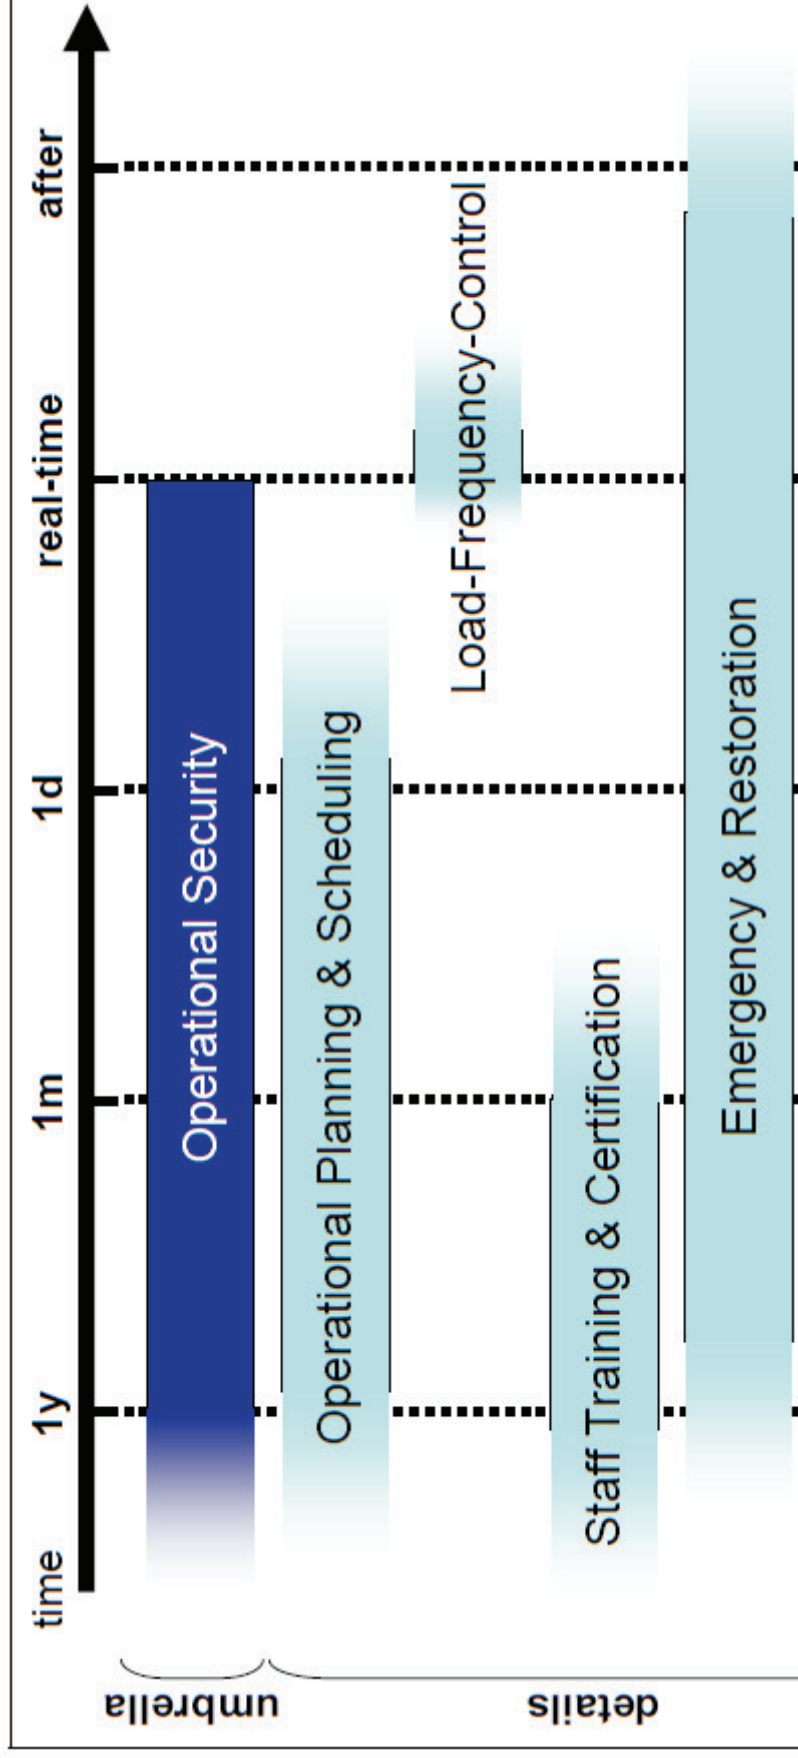 time
1y
1m
1d
real-time
after
umbrella
Operational Security
details
Operational Planning & Scheduling
Load-Frequency-Control
Staff Training & Certification
Emergency & Restoration